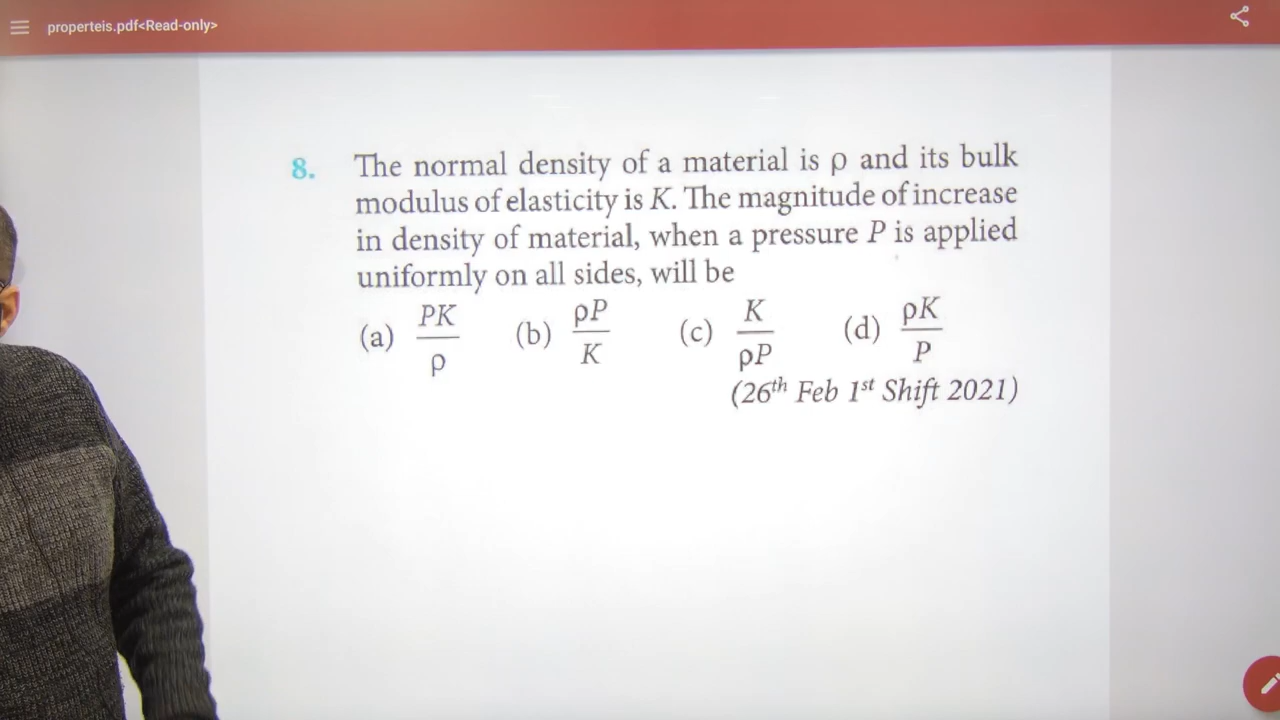 properteis.pdf<Read-only>
8. The normal density of a material is ρ and its bulk
modulus of elasticity is K. The magnitude of increase
in density of material, when a pressure P is applied
uniformly on all sides, will be
(a) PK/ρ (b) ρP/K (c) K/ρP (d) ρK/P
(26th Feb 1st Shift 2021)